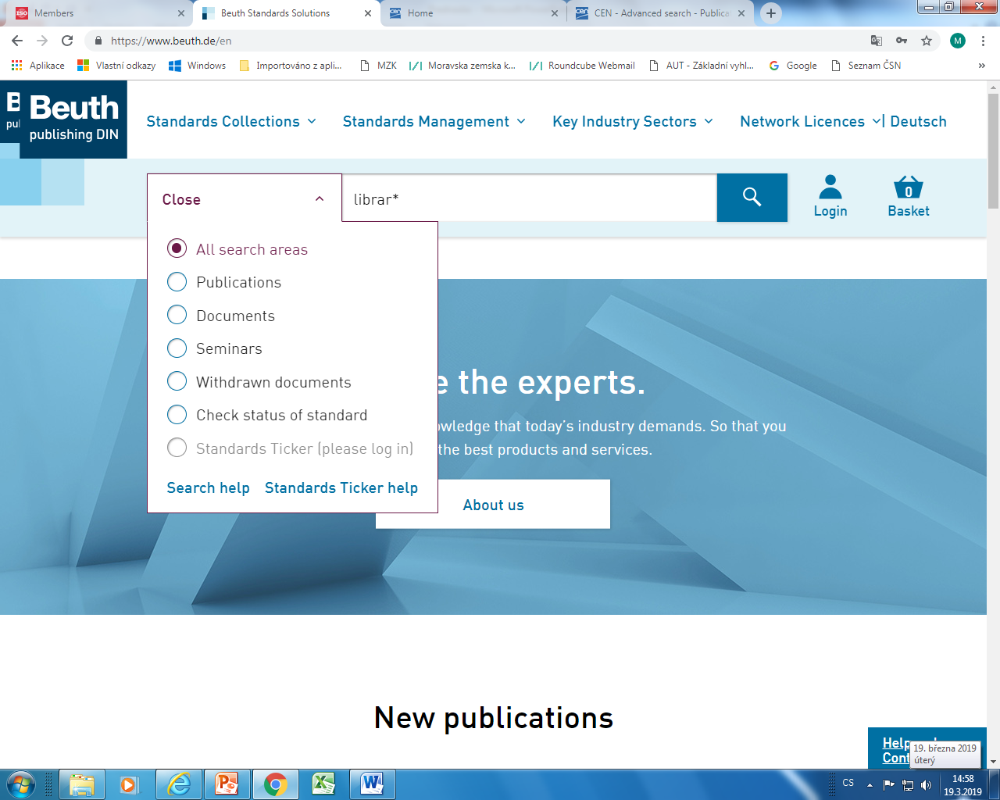 Members
Beuth Standards Solutions
Home
CEN - Advanced search - Publica
https://www.beuth.de/en
M
Aplikace
Vlastní odkazy
Windows
Importováno z apli...
MZK
Moravska zemska k...
Roundcube Webmail
AUT - Základní vyhl...
Google
Seznam ČSN
»
Beuth
publishing DIN
Standards Collections
Standards Management
Key Industry Sectors
Network Licences
| Deutsch
Close
librar*
Login
0
Basket
All search areas
Publications
Documents
Seminars
Withdrawn documents
Check status of standard
Standards Ticker (please log in)
Search help Standards Ticker help
e the experts.
wledge that today's industry demands. So that you
the best products and services.
About us
New publications
Help
Cont
19. března 2019
úterý
CS
14:58
19.3.2019